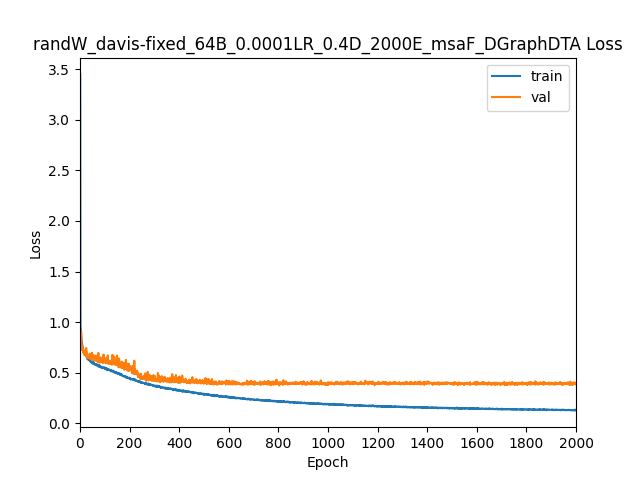 randW_davis-fixed_64B_0.0001LR_0.4D_2000E_msaF_DGraphDTA Loss
3.5
3.0
2.5
2.0
1.5
1.0
0.5
0.0
Loss
train
val
0 200 400 600 800 1000 1200 1400 1600 1800 2000
Epoch